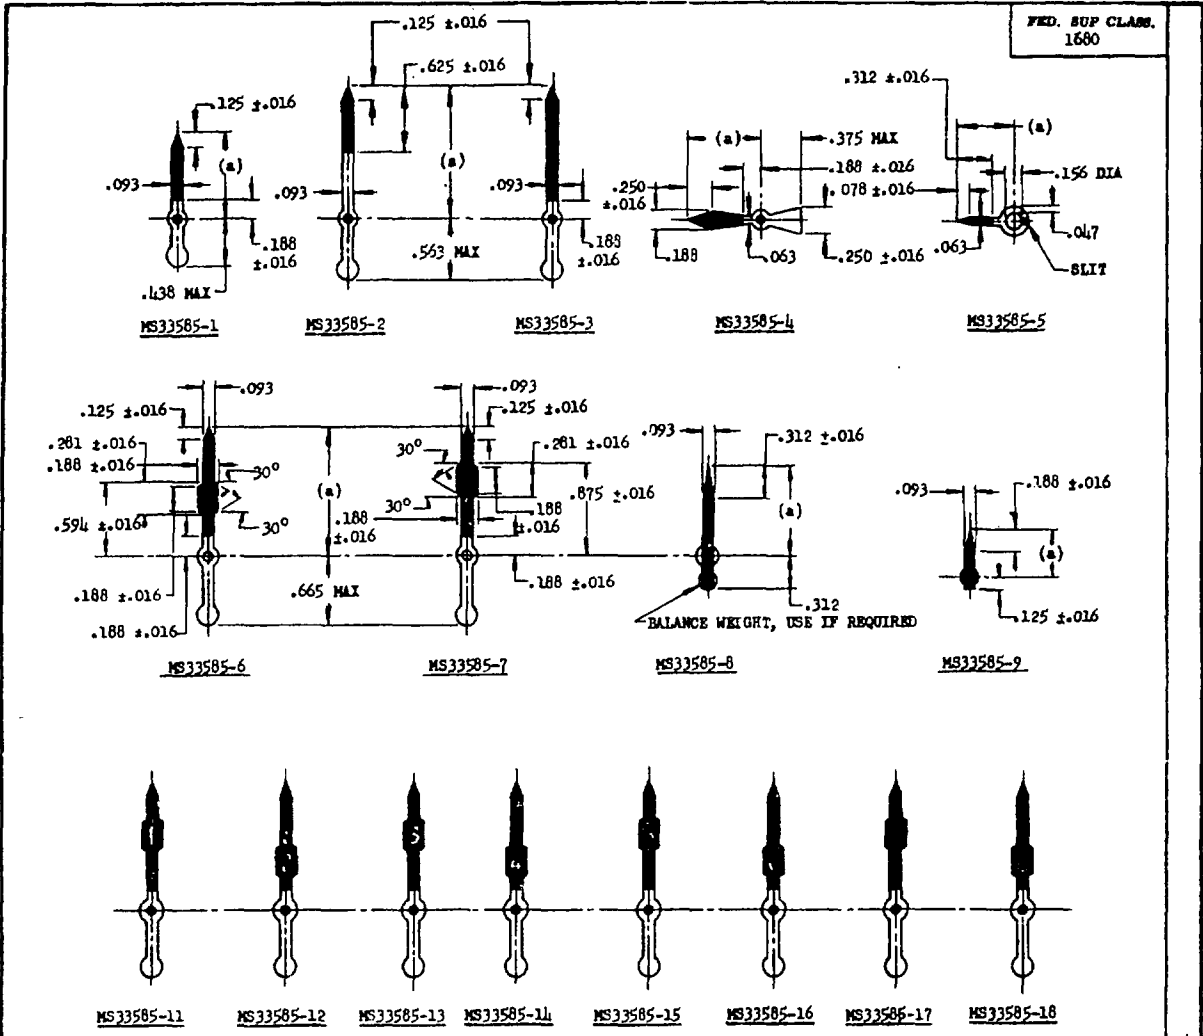 FED. SUP CLASS.
1680
.125 ±.016
.625 ±.016
.125 ±.016
(a)
.093
.188
±.016
.438 MAX
(a)
.093
.563 MAX
.093
.188
±.016
.312 ±.016
(a)
.375 MAX
.188 ±.016
.250
±.016
.188
.063
.250 ±.016
(a)
.156 DIA
.078 ±.016
.063
.047
SLIT
MS33585-1
MS33585-2
MS33585-3
MS33585-4
MS33585-5
.093
.125 ±.016
.281 ±.016
.188 ±.016
30°
.594 ±.016
30°
.188 ±.016
.188 ±.016
(a)
.665 MAX
.093
.125 ±.016
30°
.281 ±.016
.875 ±.016
30°
.188
±.016
.188
±.016
.188 ±.016
.093
.312 ±.016
(a)
.312
BALANCE WEIGHT, USE IF REQUIRED
.093
.188 ±.016
(a)
.125 ±.016
MS33585-6
MS33585-7
MS33585-8
MS33585-9
1
4
MS33585-11
MS33585-12
MS33585-13
MS33585-14
MS33585-15
MS33585-16
MS33585-17
MS33585-18